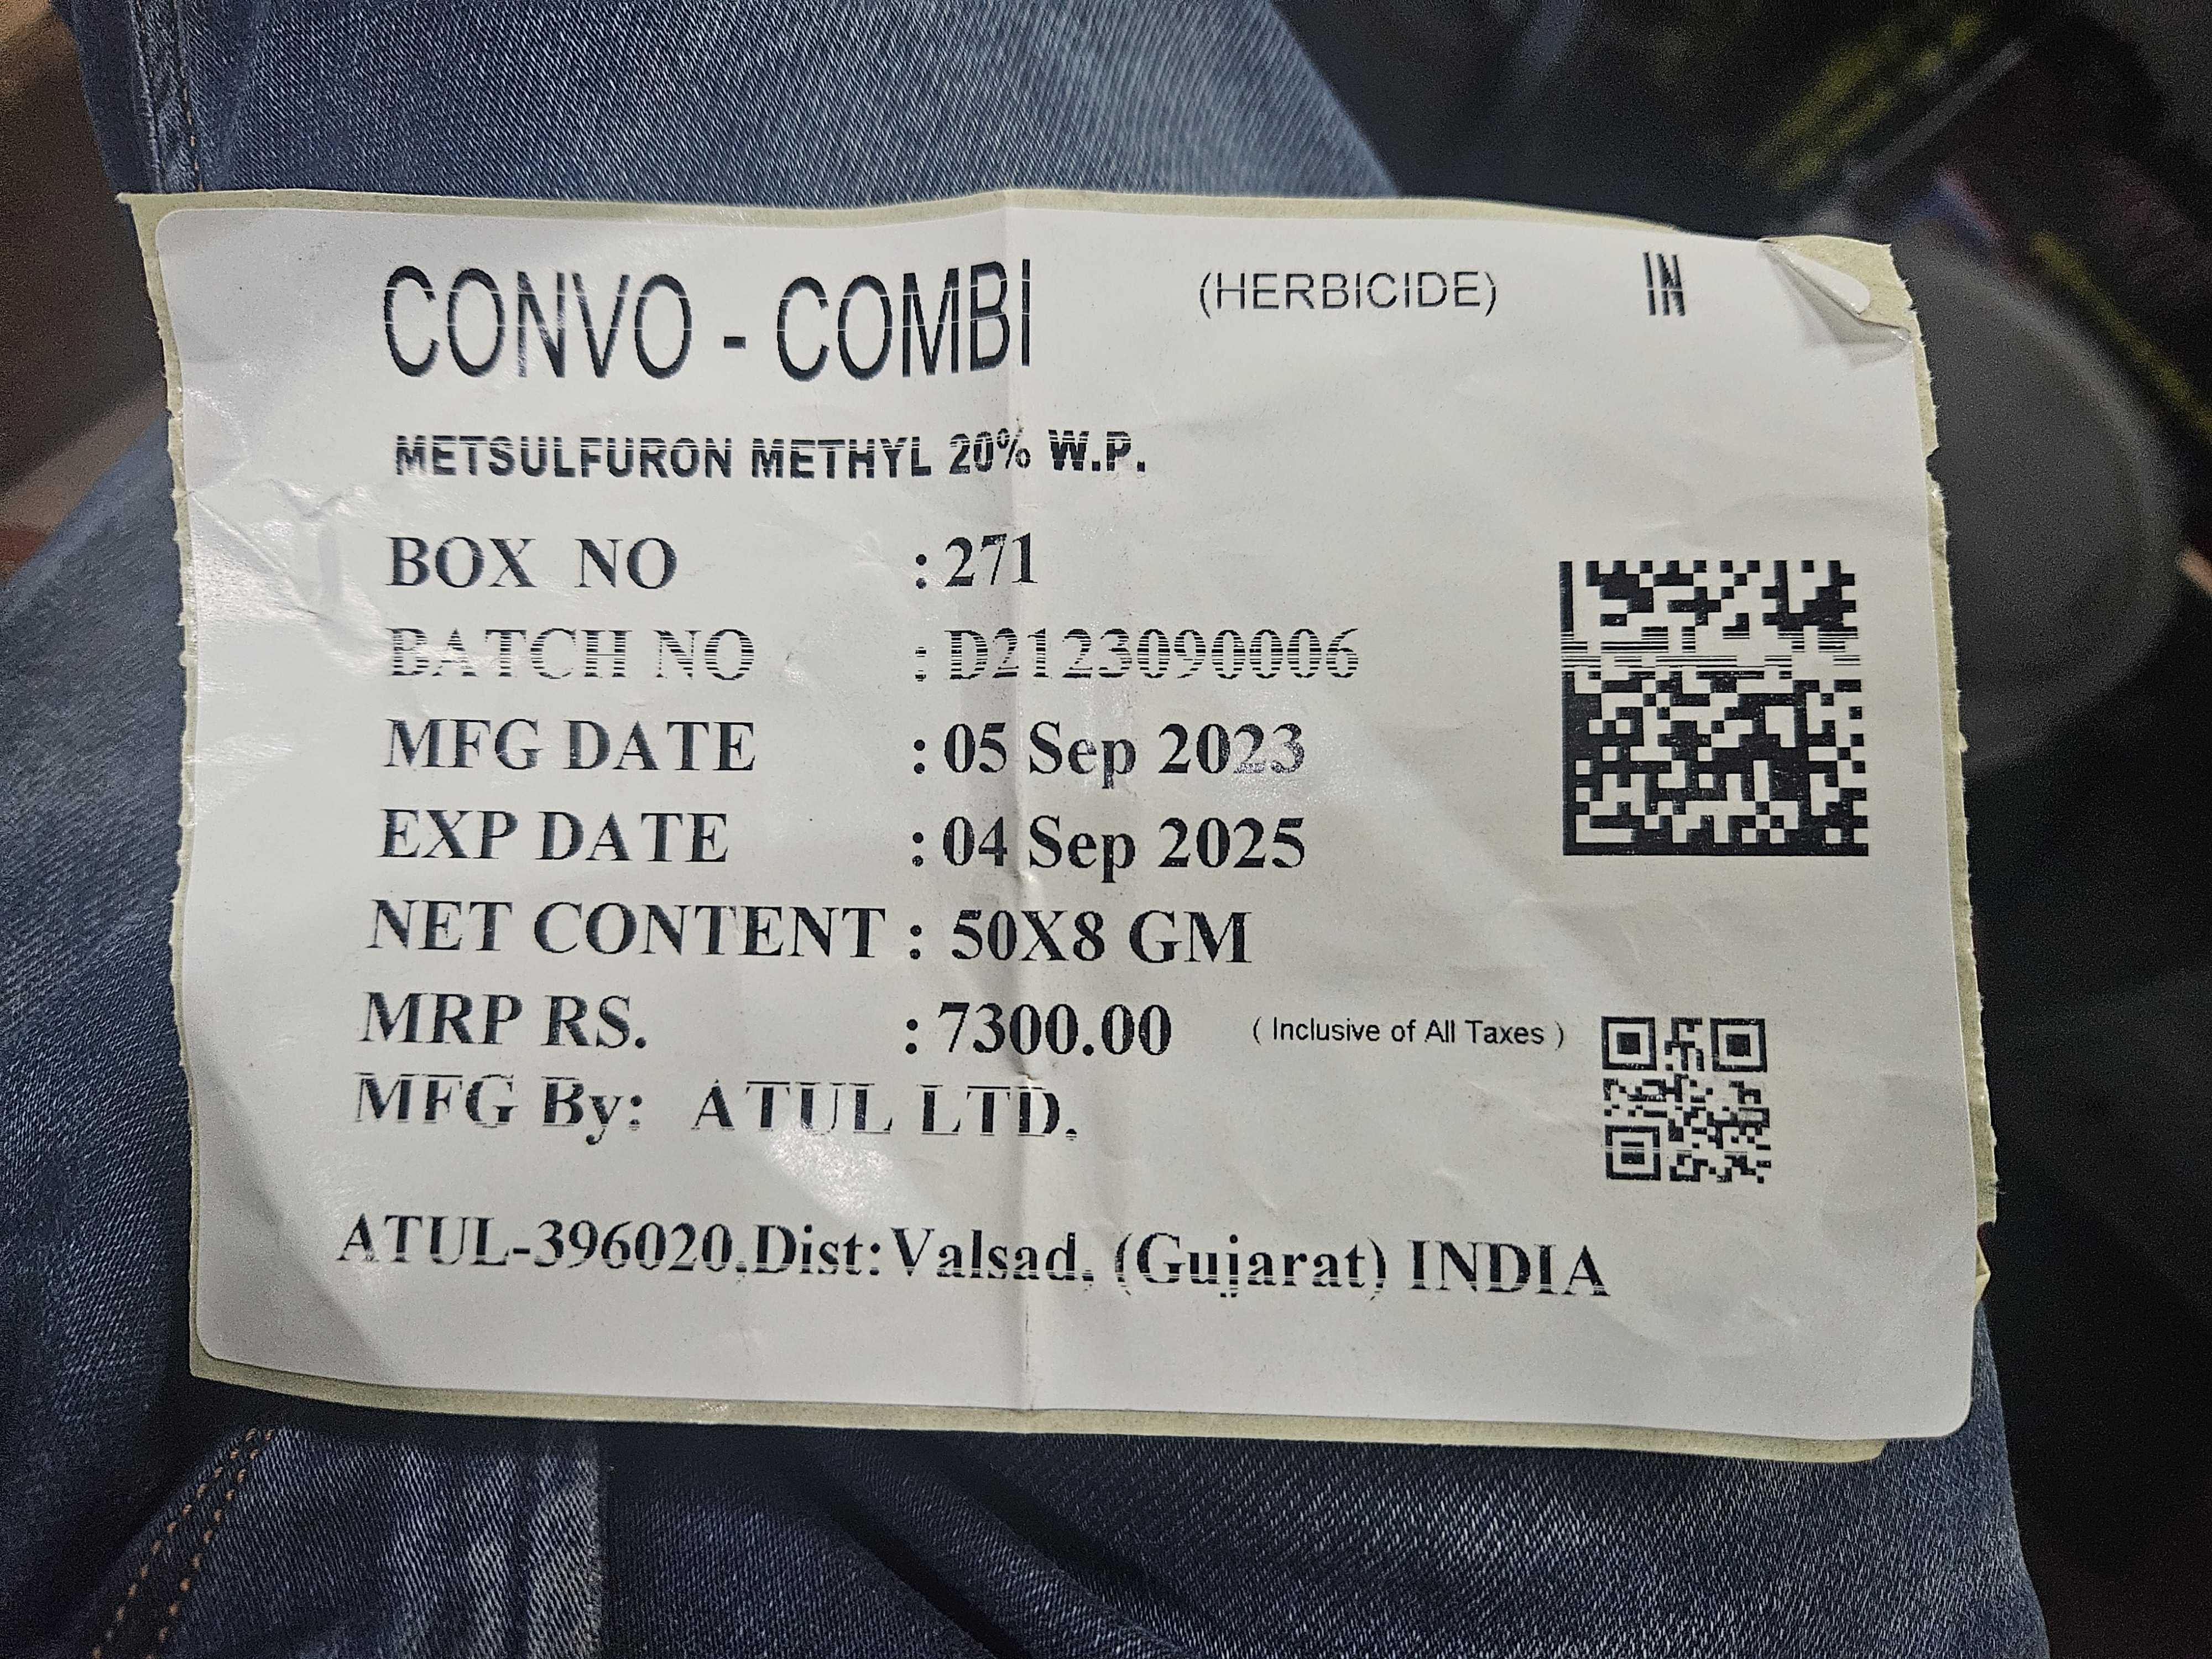 CONVO - COMBI (HERBICIDE) IN
METSULFURON METHYL 20% W.P.
BOX NO : 271
BATCH NO : D2123090006
MFG DATE : 05 Sep 2023
EXP DATE : 04 Sep 2025
NET CONTENT : 50X8 GM
MRP RS. : 7300.00 ( Inclusive of All Taxes )
MFG By: ATUL LTD.
ATUL-396020,Dist:Valsad, (Gujarat) INDIA